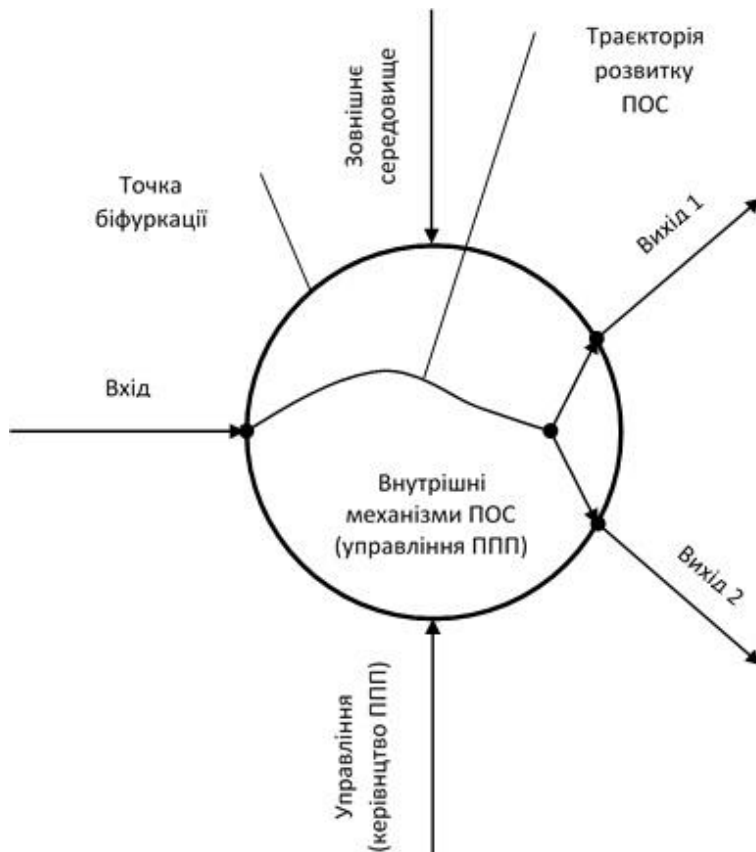 Траєкторія
розвитку
ПОС
Зовнішнє
середовище
Точка
біфуркації
Вихід 1
Вхід
Внутрішні
механізми ПОС
(управління ППП)
Вихід 2
Управління
(керівнцтво ППП)